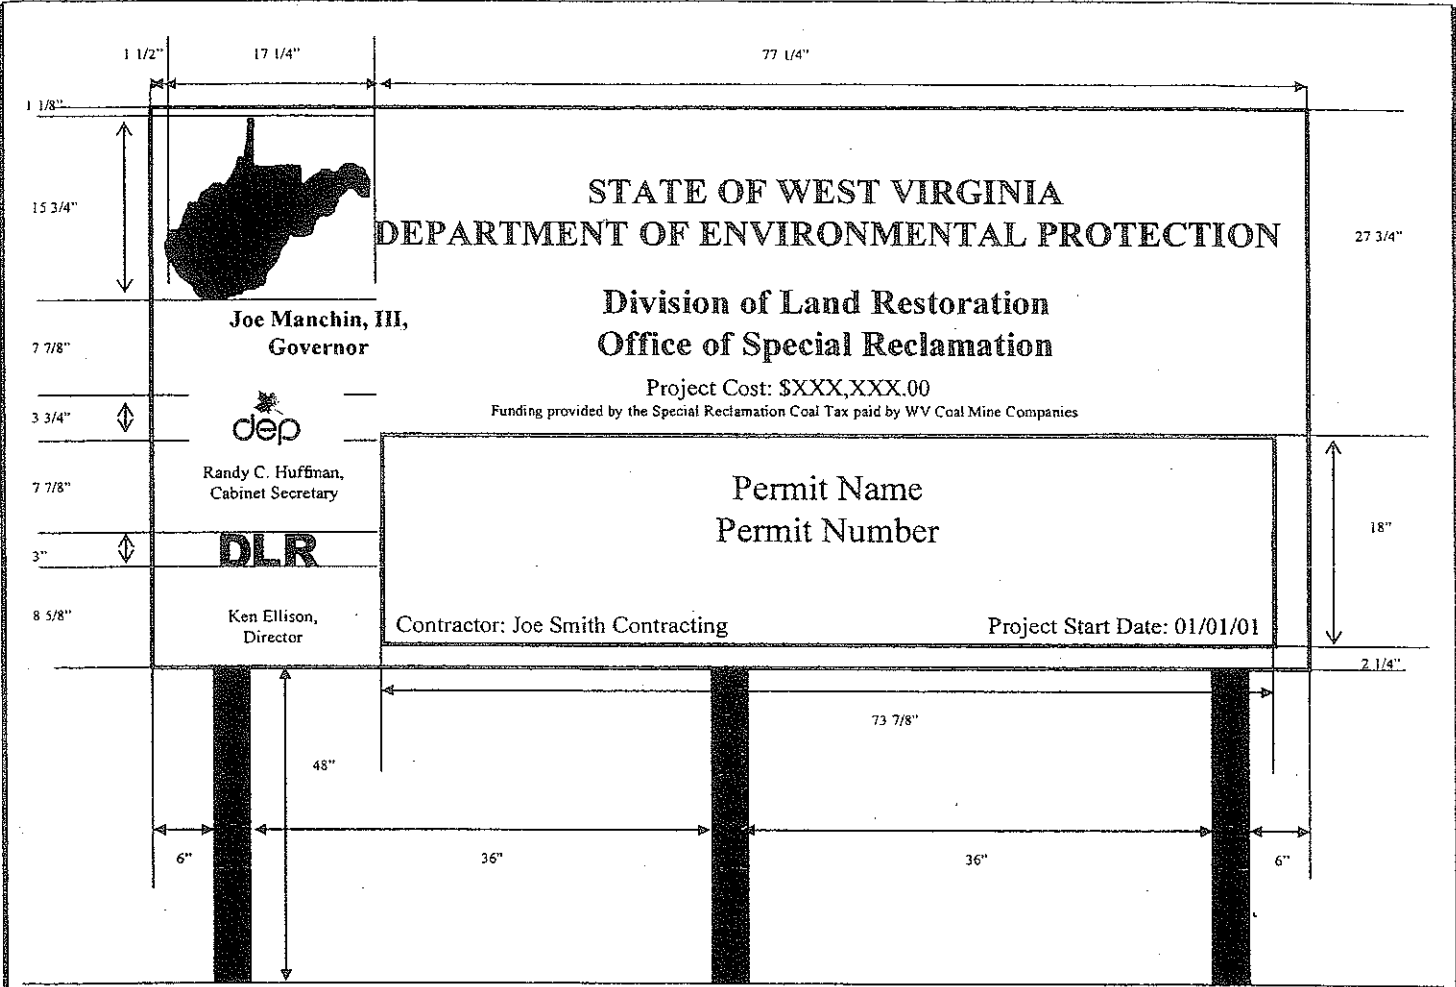 1 1/2" 17 1/4" 77 1/4"
1 1/8"
15 3/4"
STATE OF WEST VIRGINIA
DEPARTMENT OF ENVIRONMENTAL PROTECTION
27 3/4"
Division of Land Restoration
Office of Special Reclamation
Joe Manchin, III,
Governor
7 7/8"
Project Cost: $XXX,XXX.00
Funding provided by the Special Reclamation Coal Tax paid by WV Coal Mine Companies
3 3/4"
dep
Randy C. Huffman,
Cabinet Secretary
7 7/8"
Permit Name
Permit Number
18"
DLR
3"
8 5/8"
Ken Ellison,
Director
Contractor: Joe Smith Contracting Project Start Date: 01/01/01
2 1/4"
73 7/8"
48"
6" 36" 36" 6"